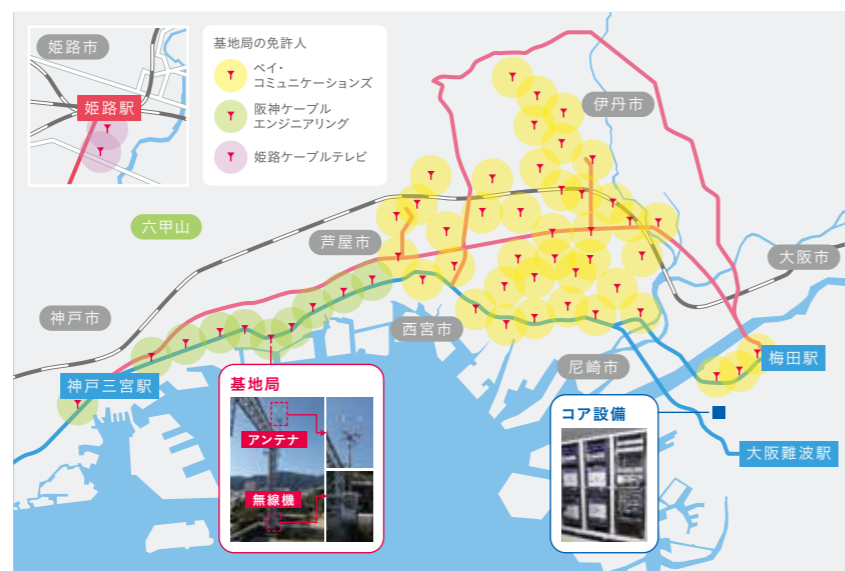 姫路市
姫路駅
基地局の免許人
ベイ・
コミュニケーションズ
阪神ケーブル
エンジニアリング
姫路ケーブルテレビ
伊丹市
六甲山
芦屋市
大阪市
神戸市
西宮市
尼崎市
梅田駅
神戸三宮駅
基地局
アンテナ
無線機
コア設備
大阪難波駅